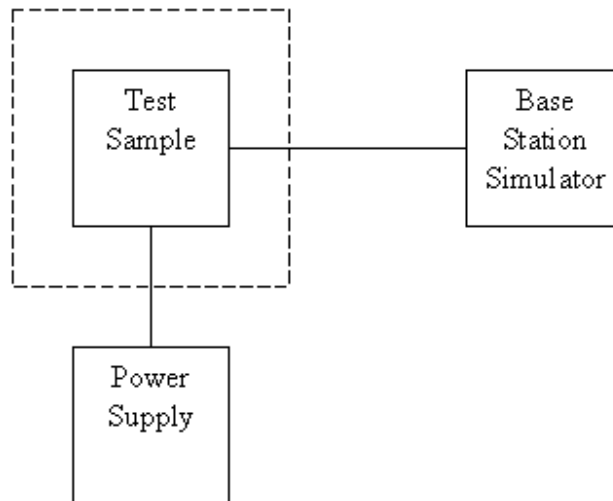 Test
Sample
Base
Station
Simulator
Power
Supply